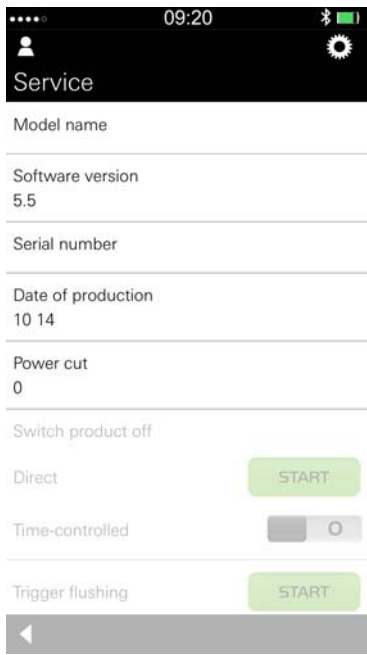 09:20
Service
Model name
Software version
5.5
Serial number
Date of production
10 14
Power cut
0
Switch product off
Direct
START
Time-controlled
O
Trigger flushing
START